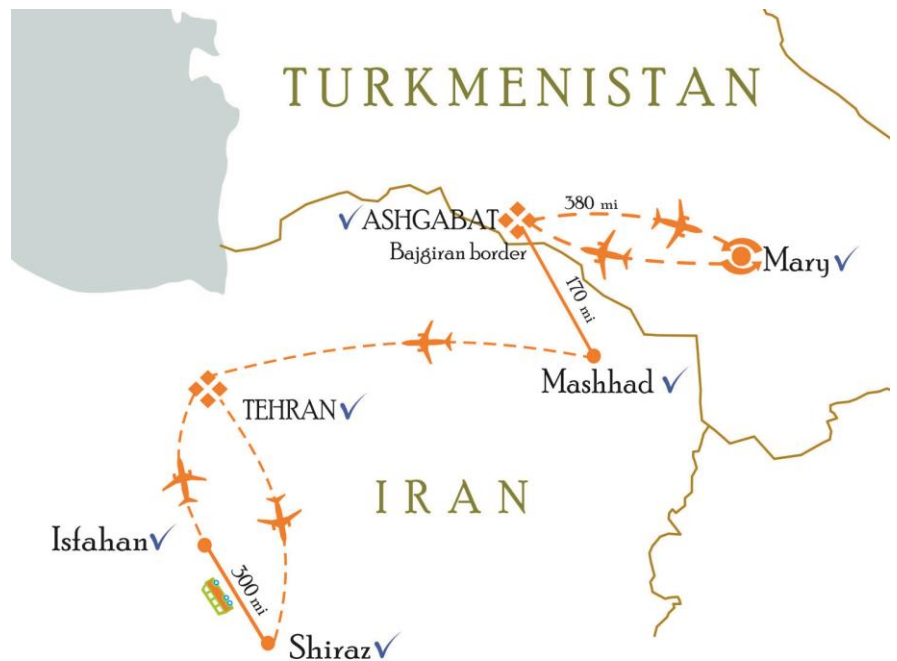 TURKMENISTAN
380 mi
ASHGABAT
Bajgiran border
Mary
170 mi
Mashhad
TEHRAN
IRAN
Isfahan
300 mi
Shiraz